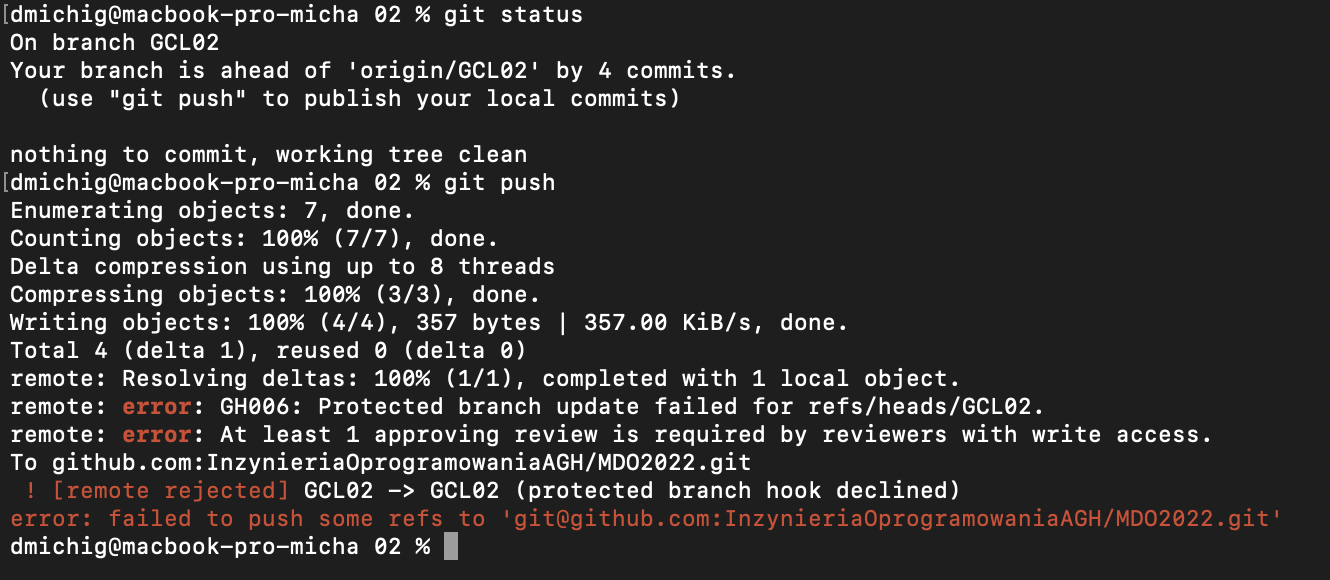 [dmichig@macbook-pro-micha 02 % git status
On branch GCL02
Your branch is ahead of 'origin/GCL02' by 4 commits.
  (use "git push" to publish your local commits)

nothing to commit, working tree clean
[dmichig@macbook-pro-micha 02 % git push
Enumerating objects: 7, done.
Counting objects: 100% (7/7), done.
Delta compression using up to 8 threads
Compressing objects: 100% (3/3), done.
Writing objects: 100% (4/4), 357 bytes | 357.00 KiB/s, done.
Total 4 (delta 1), reused 0 (delta 0)
remote: Resolving deltas: 100% (1/1), completed with 1 local object.
remote: error: GH006: Protected branch update failed for refs/heads/GCL02.
remote: error: At least 1 approving review is required by reviewers with write access.
To github.com:InzynieriaOprogramowaniaAGH/MDO2022.git
 ! [remote rejected] GCL02 -> GCL02 (protected branch hook declined)
error: failed to push some refs to 'git@github.com:InzynieriaOprogramowaniaAGH/MDO2022.git'
dmichig@macbook-pro-micha 02 %